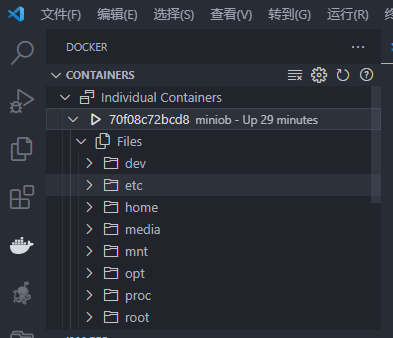 文件(F) 编辑(E) 选择(S) 查看(V) 转到(G) 运行(R)
DOCKER
CONTAINERS
Individual Containers
70f08c72bcd8 miniob - Up 29 minutes
Files
dev
etc
home
media
mnt
opt
proc
root